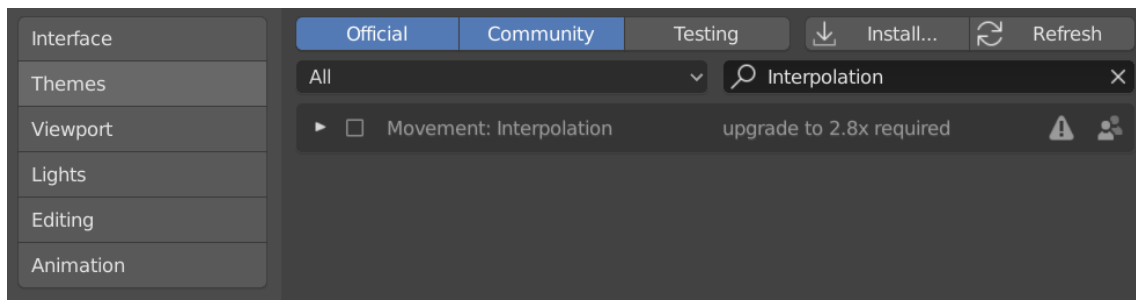 Interface
Themes
Viewport
Lights
Editing
Animation
Official Community Testing Install... Refresh
All Interpolation
Movement: Interpolation upgrade to 2.8x required